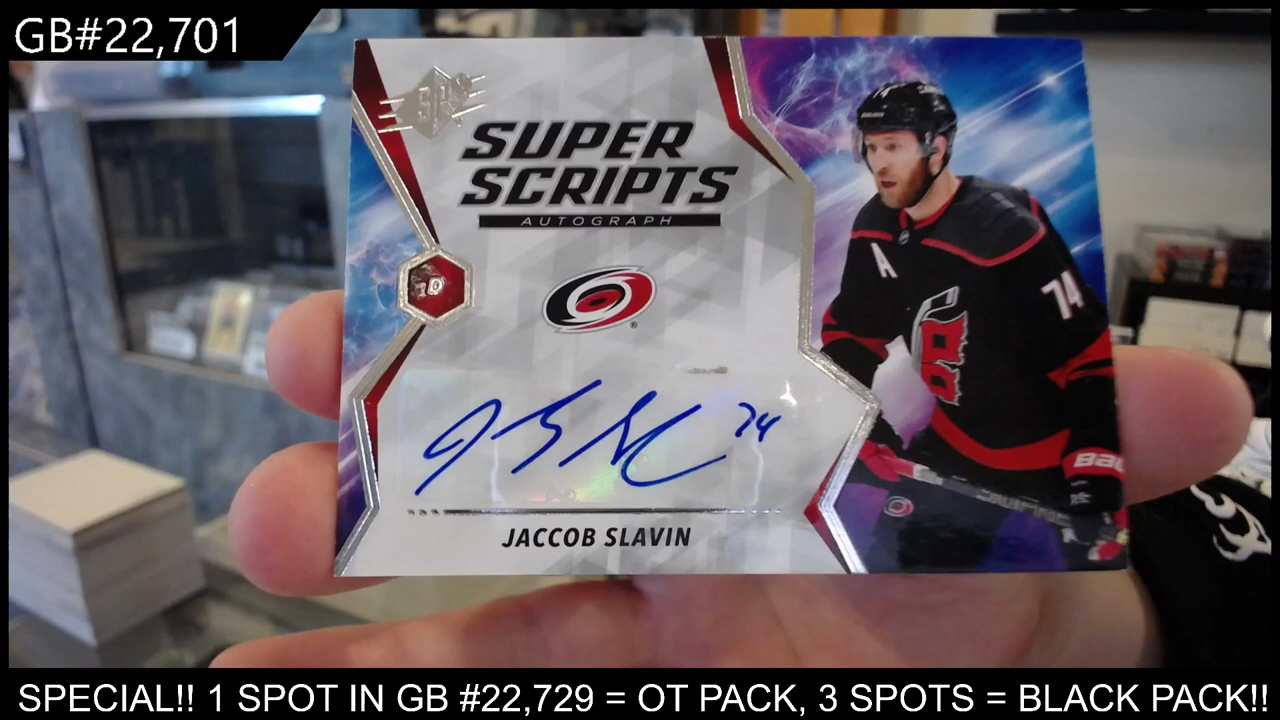 GB#22,701
SPX
SUPER
SCRIPTS
AUTOGRAPH
A
74
74
JACCOB SLAVIN
SPECIAL!! 1 SPOT IN GB #22,729 = OT PACK, 3 SPOTS = BLACK PACK!!